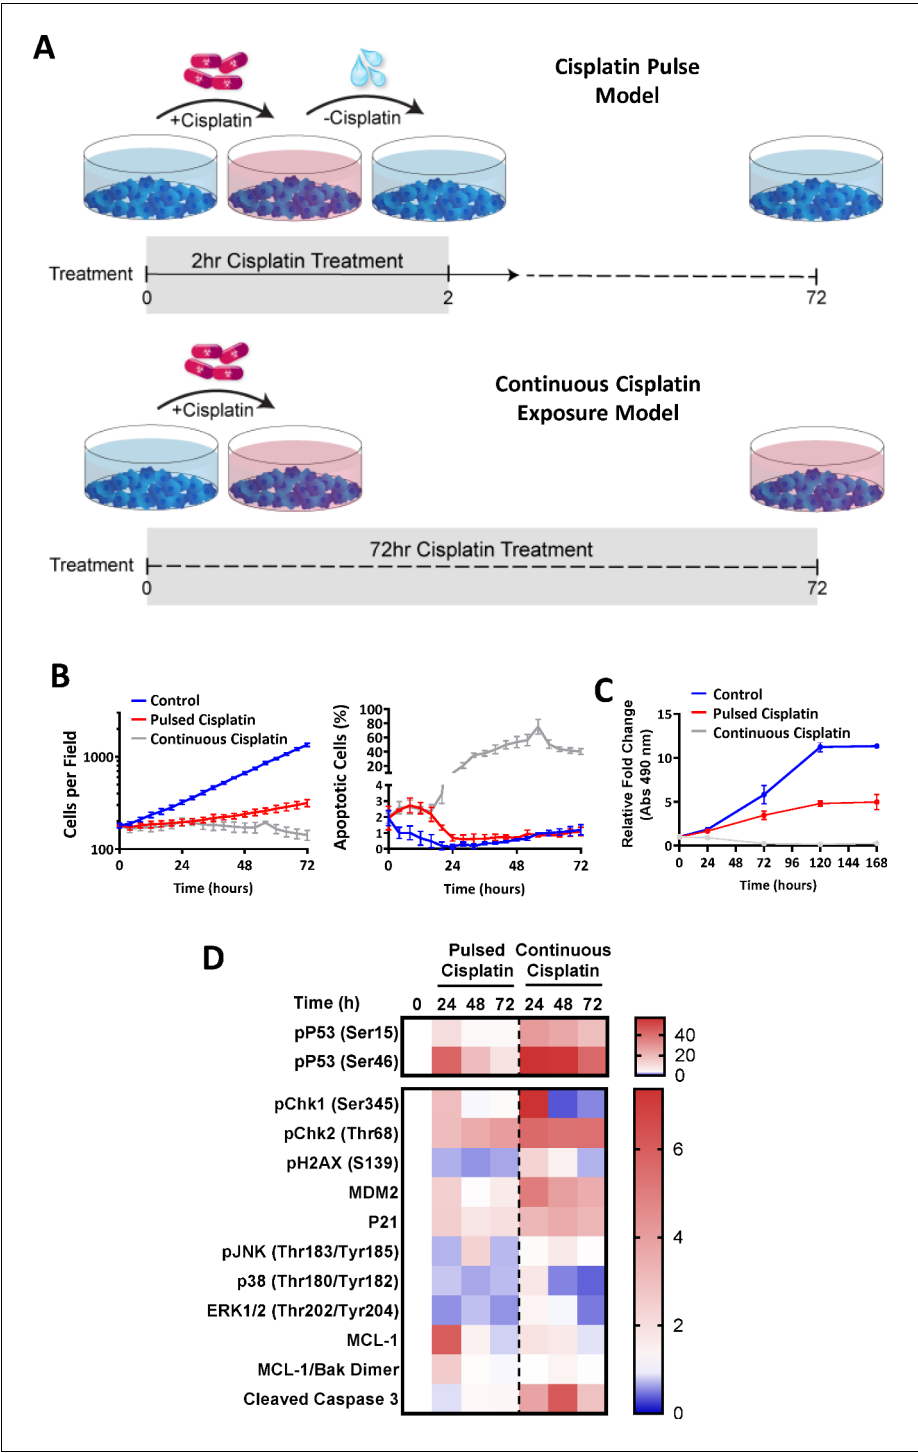 A
Cisplatin Pulse
Model
+Cisplatin
-Cisplatin
2hr Cisplatin Treatment
Treatment
0
2
72
Continuous Cisplatin
Exposure Model
+Cisplatin
72hr Cisplatin Treatment
Treatment
0
72
B
Control
Pulsed Cisplatin
Continuous Cisplatin
Cells per Field
1000
100
0 24 48 72
Time (hours)
Apoptotic Cells (%)
100
80
60
40
20
4
3
2
1
0
0 24 48 72
Time (hours)
C
Control
Pulsed Cisplatin
Continuous Cisplatin
Relative Fold Change
(Abs 490 nm)
15
10
5
0
0 24 48 72 96 120 144 168
Time (hours)
D
Pulsed Continuous
Cisplatin Cisplatin
Time (h) 0 24 48 72 24 48 72
pP53 (Ser15)
pP53 (Ser46)
40
20
0
pChk1 (Ser345)
pChk2 (Thr68)
pH2AX (S139)
MDM2
P21
pJNK (Thr183/Tyr185)
p38 (Thr180/Tyr182)
ERK1/2 (Thr202/Tyr204)
MCL-1
MCL-1/Bak Dimer
Cleaved Caspase 3
6
4
2
0